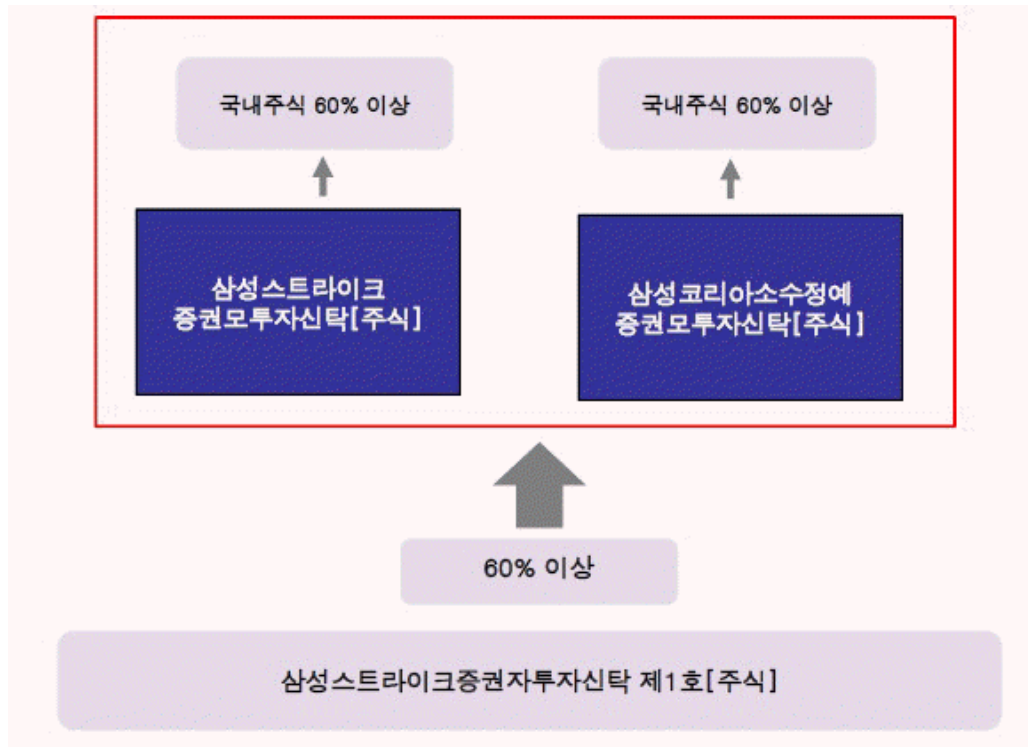 국내주식 60% 이상
국내주식 60% 이상
삼성스트라이크
증권모투자신탁[주식]
삼성코리아소수정예
증권모투자신탁[주식]
60% 이상
삼성스트라이크증권자투자신탁 제1호[주식]